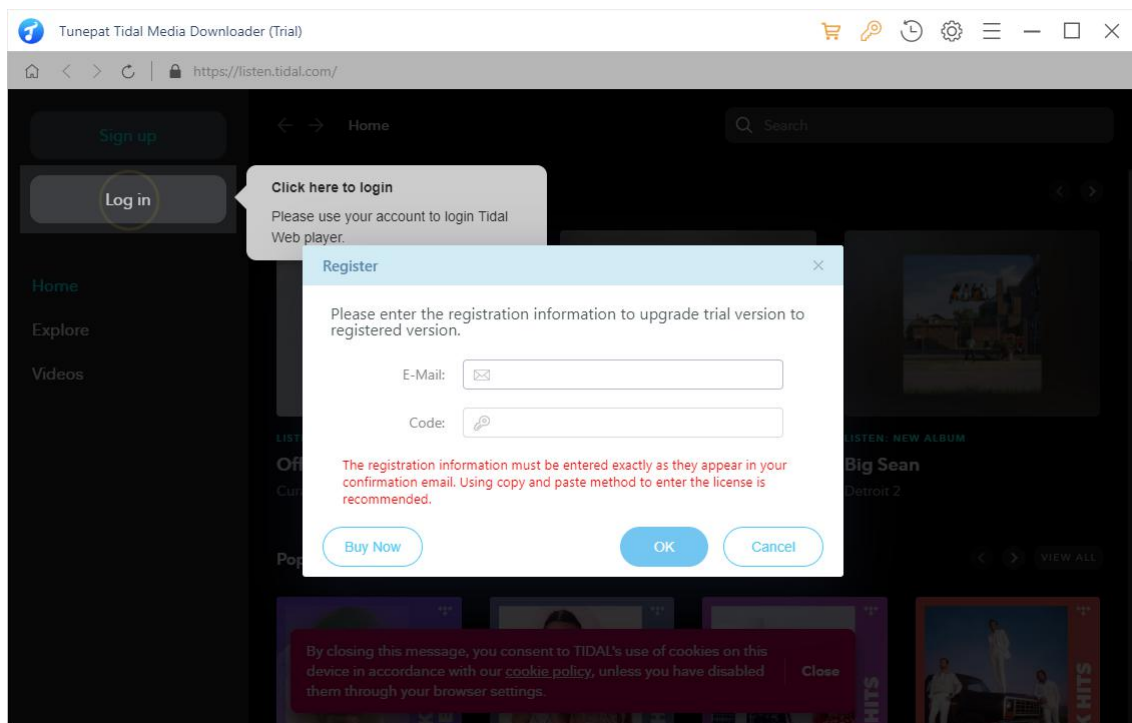 Tunepat Tidal Media Downloader (Trial)
https://listen.tidal.com/
Sign up
Home
Search
Log in
Click here to login
Please use your account to login Tidal
Web player.
Home
Explore
Videos
Register
Please enter the registration information to upgrade trial version to
registered version.
E-Mail:
Code:
The registration information must be entered exactly as they appear in your
confirmation email. Using copy and paste method to enter the license is
recommended.
Buy Now
OK
Cancel
LISTEN: NEW ALBUM
Big Sean
Detroit 2
VIEW ALL
By closing this message, you consent to TIDAL's use of cookies on this
device in accordance with our cookie policy, unless you have disabled
them through your browser settings.
Close
HITS